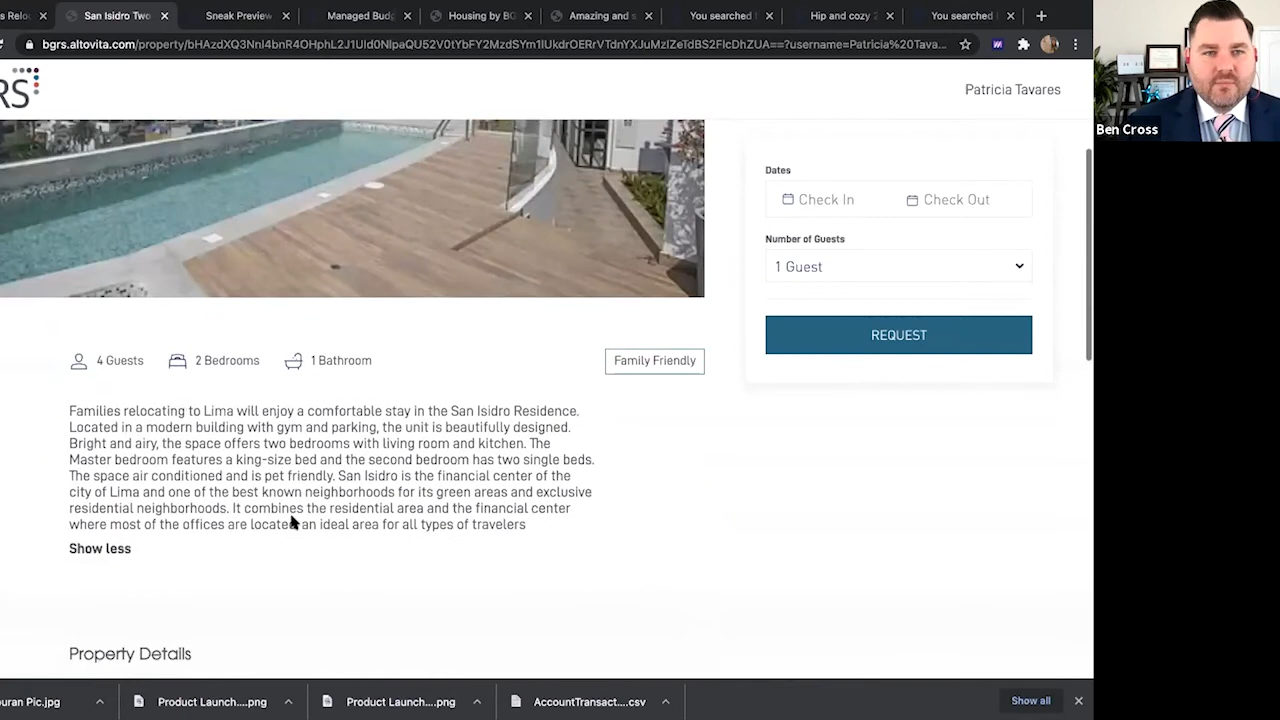 s Relo
San Isidro Two
Sneak Preview
Managed Budg
Housing by BG
Amazing and s
You searched
Hip and cozy 2
You searched
bgrs.altovita.com/property/bHAzdXQ3Nnl4bnR4OHphL2J1Uld0NlpaQU52V0tYbFY2MzdSYm1lUkdrOERrVTdnYXJuMzlZeTdBS2FlcDhZUA==?username=Patricia%20Tava...
RS
Patricia Tavares
Ben Cross
Dates
Check In
Check Out
Number of Guests
1 Guest
REQUEST
4 Guests
2 Bedrooms
1 Bathroom
Family Friendly
Families relocating to Lima will enjoy a comfortable stay in the San Isidro Residence.
Located in a modern building with gym and parking, the unit is beautifully designed.
Bright and airy, the space offers two bedrooms with living room and kitchen. The
Master bedroom features a king-size bed and the second bedroom has two single beds.
The space air conditioned and is pet friendly. San Isidro is the financial center of the
city of Lima and one of the best known neighborhoods for its green areas and exclusive
residential neighborhoods. It combines the residential area and the financial center
where most of the offices are located an ideal area for all types of travelers
Show less
Property Details
ouran Pic.jpg
Product Launch....png
Product Launch....png
AccountTransact....csv
Show all